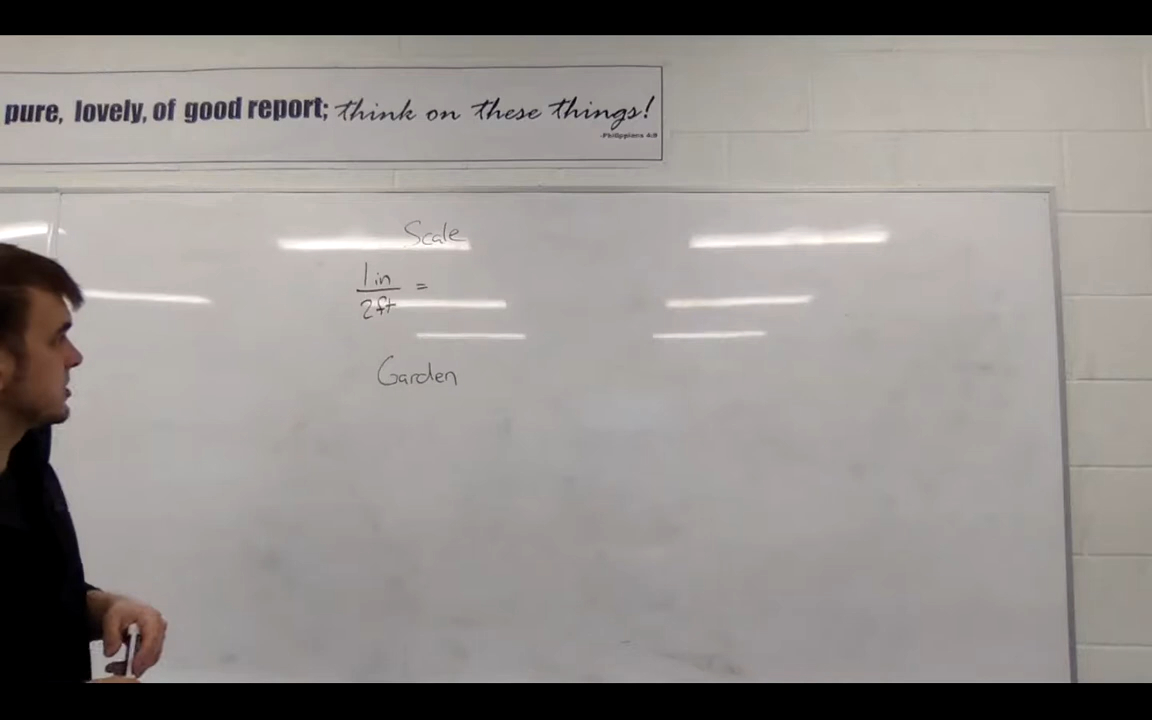 pure, lovely, of good report; think on these things!
-Philippians 4:8
Scale
1 in
2 ft
=
Garden